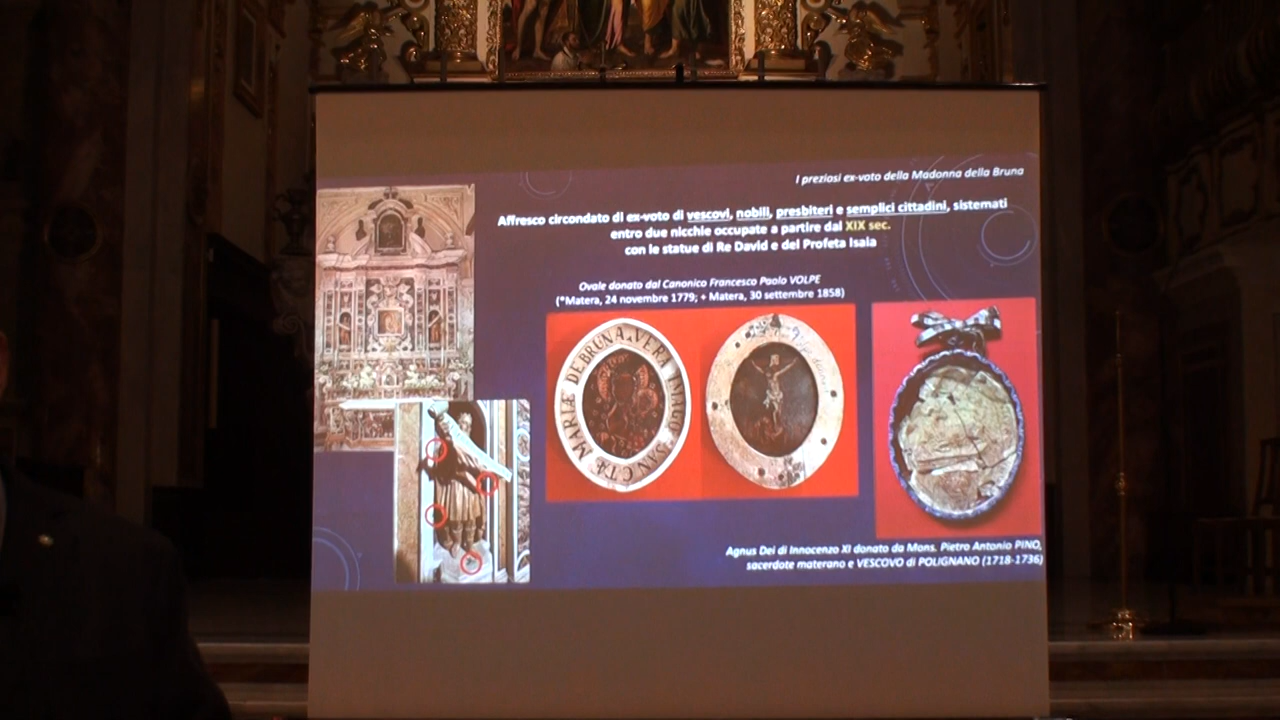 I preziosi ex-voto della Madonna della Bruna
Affresco circondato di ex-voto di vescovi, nobili, presbiteri e semplici cittadini, sistemati
entro due nicchie occupate a partire dal XIX sec.
con le statue di Re David e del Profeta Isaia
Ovale donato dal Canonico Francesco Paolo VOLPE
(°Matera, 24 novembre 1779; + Matera, 30 settembre 1858)
VERA IMAGO SANCTÆ MARIÆ DE BRUNA
Agnus Dei di Innocenzo XI donato da Mons. Pietro Antonio PINO,
sacerdote materano e VESCOVO di POLIGNANO (1718-1736)